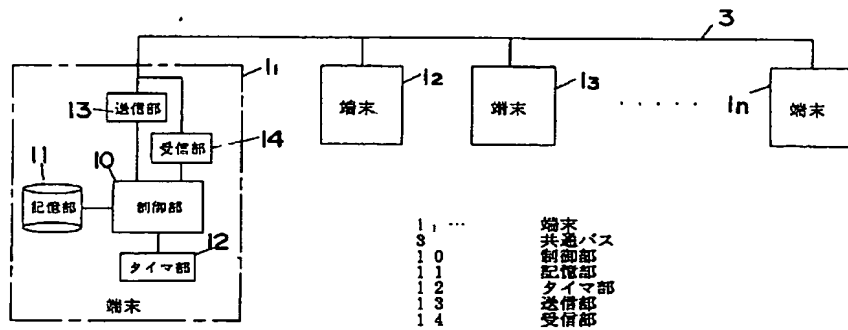 3
1₁
1₂
1₃
1n
13 送信部
端末
端末
・・・・・
端末
受信部 14
11
10
記憶部
制御部
12
タイマ部
端末
1₁… 端末
3 共通バス
10 制御部
11 記憶部
12 タイマ部
13 送信部
14 受信部